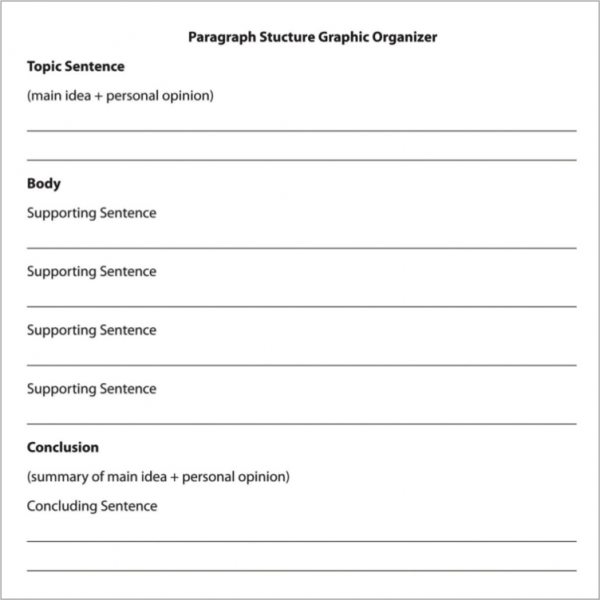 Paragraph Stucture Graphic Organizer
Topic Sentence
(main idea + personal opinion)
Body
Supporting Sentence
Supporting Sentence
Supporting Sentence
Supporting Sentence
Conclusion
(summary of main idea + personal opinion)
Concluding Sentence